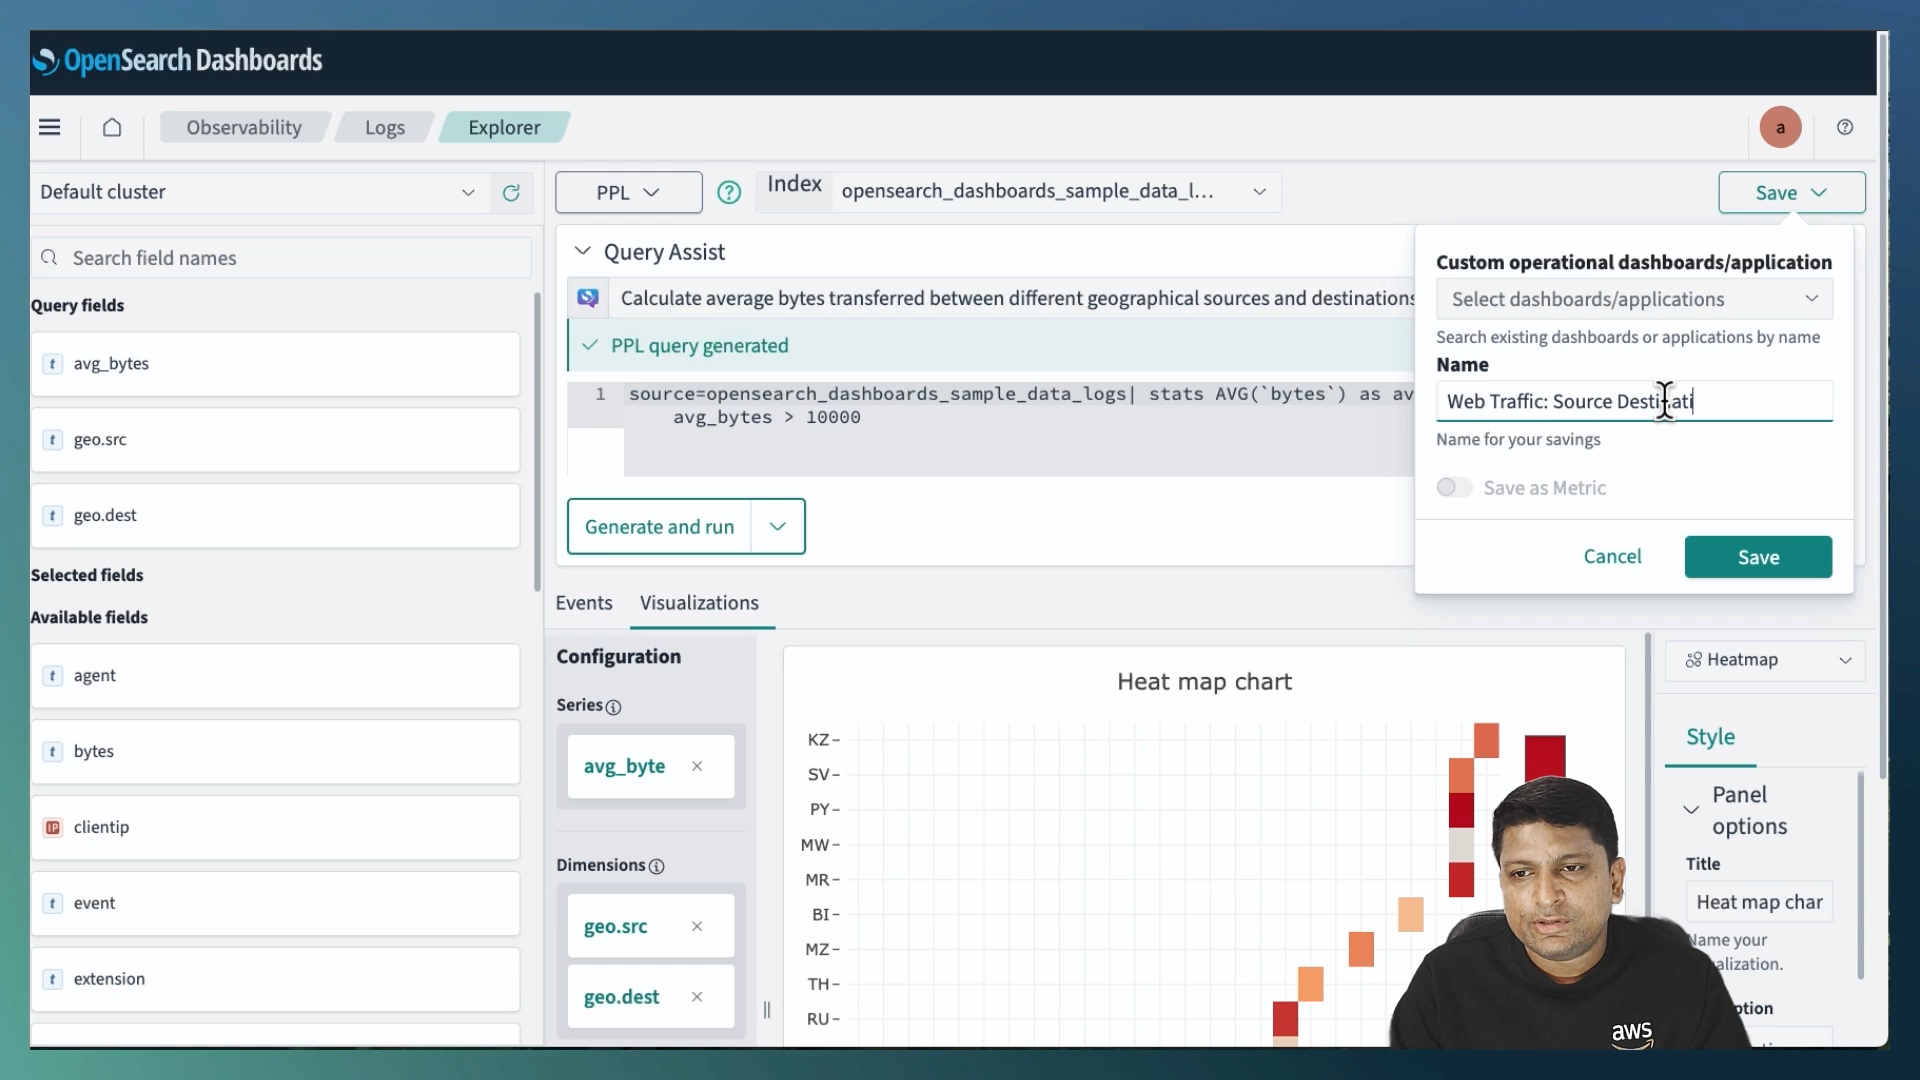 OpenSearch Dashboards
Observability
Logs
Explorer
a
Default cluster
PPL
Index
opensearch_dashboards_sample_data_l...
Save
Search field names
Query fields
avg_bytes
geo.src
geo.dest
Selected fields
Available fields
agent
bytes
clientip
event
extension
Query Assist
Calculate average bytes transferred between different geographical sources and destinations
PPL query generated
1 source=opensearch_dashboards_sample_data_logs| stats AVG(`bytes`) as av
avg_bytes > 10000
Generate and run
Custom operational dashboards/application
Select dashboards/applications
Search existing dashboards or applications by name
Name
Web Traffic: Source Destinati
Name for your savings
Save as Metric
Cancel
Save
Events
Visualizations
Configuration
Series
avg_byte
Dimensions
geo.src
geo.dest
Heat map chart
KZ
SV
PY
MW
MR
BI
MZ
TH
RU
Heatmap
Style
Panel
options
Title
Heat map char
Name your
aws